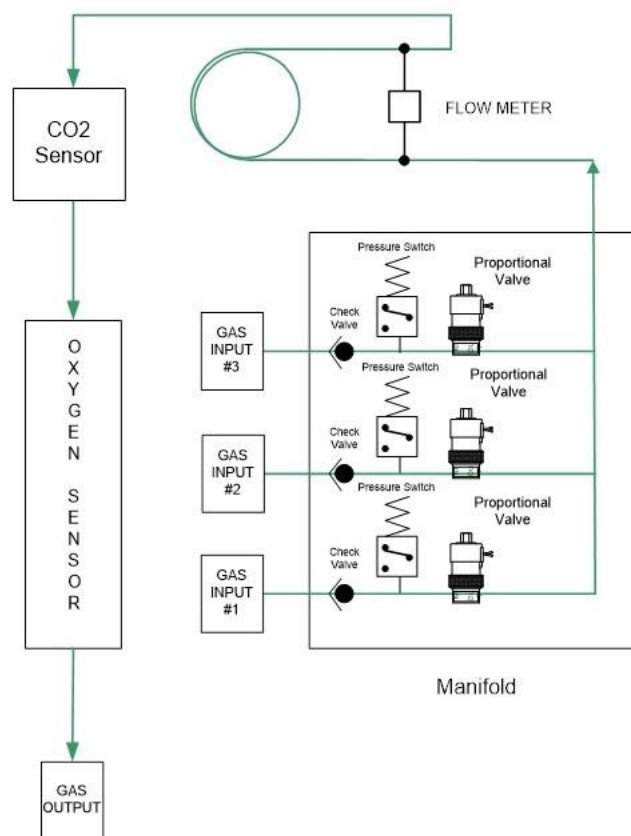 CO2
Sensor
FLOW METER
Pressure Switch
Proportional
Valve
Check
Valve
GAS
INPUT
#3
Pressure Switch
Proportional
Valve
Check
Valve
GAS
INPUT
#2
Pressure Switch
Proportional
Valve
Check
Valve
GAS
INPUT
#1
O
X
Y
G
E
N
S
E
N
S
O
R
Manifold
GAS
OUTPUT